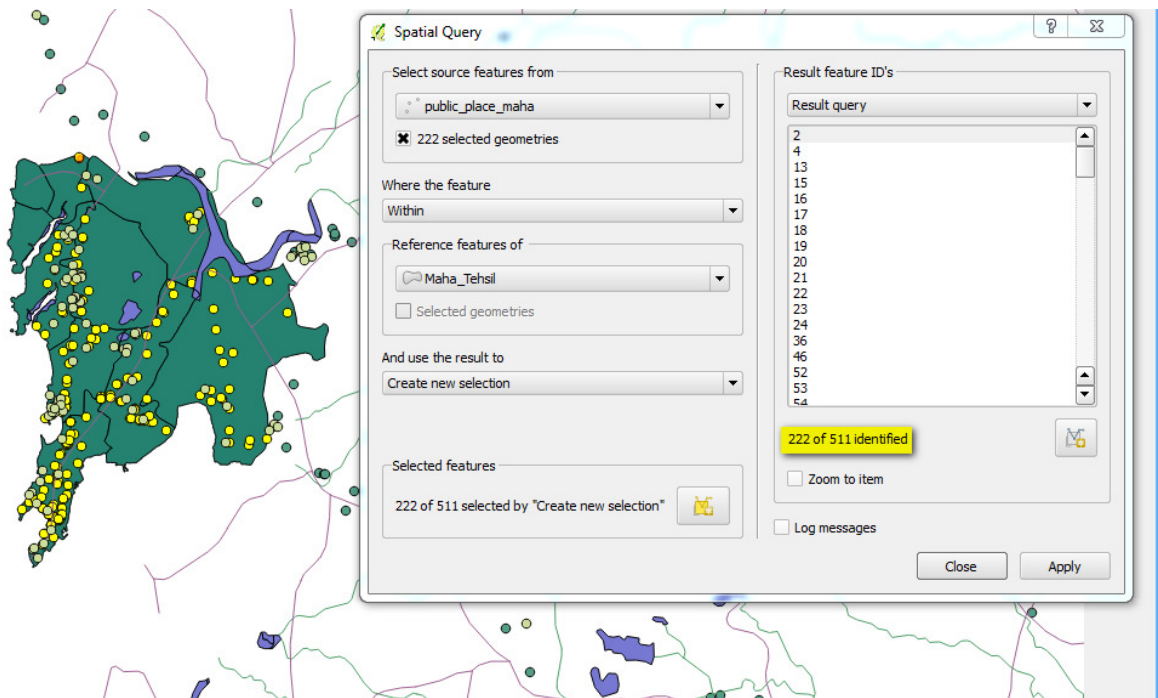 Spatial Query
Select source features from
public_place_maha
222 selected geometries
Where the feature
Within
Reference features of
Maha_Tehsil
Selected geometries
And use the result to
Create new selection
Selected features
222 of 511 selected by "Create new selection"
Result feature ID's
Result query
2
4
13
15
16
17
18
19
20
21
22
23
24
36
46
52
53
54
222 of 511 identified
Zoom to item
Log messages
Close
Apply